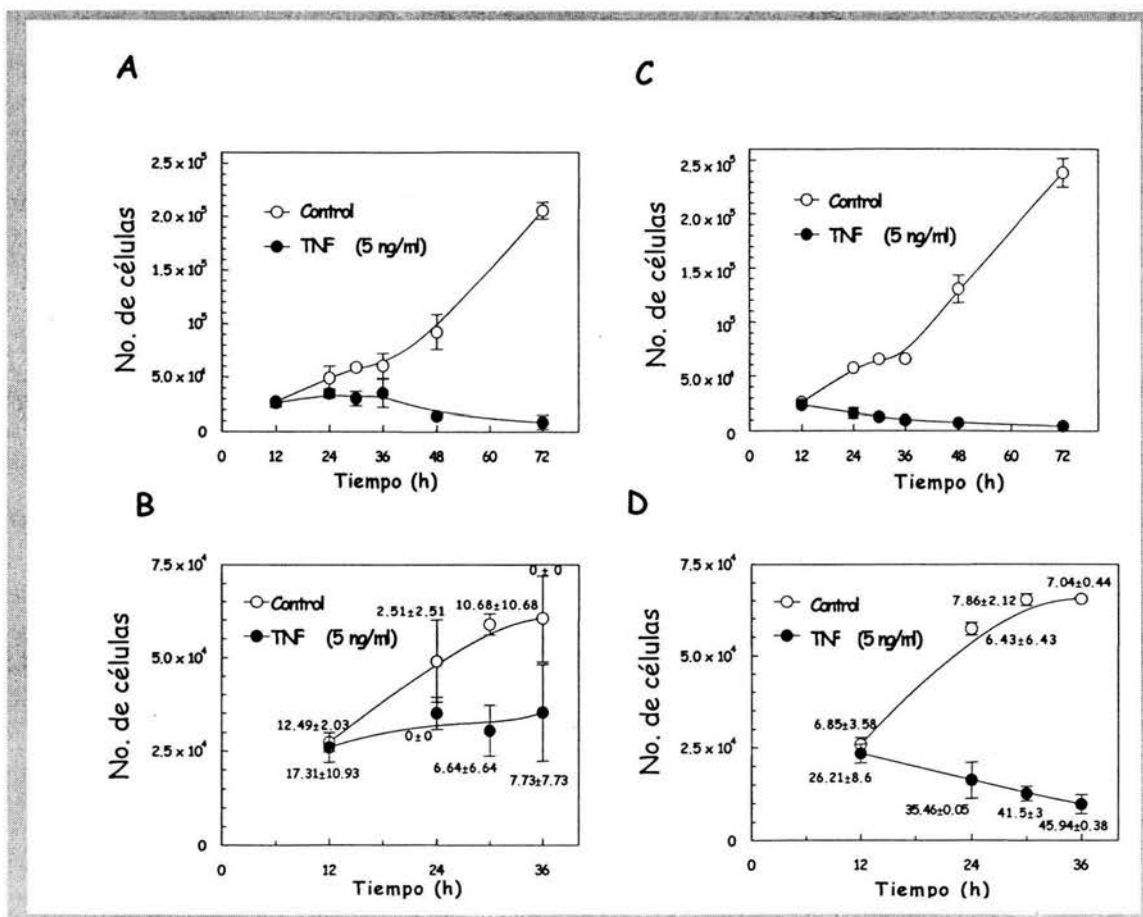 A
2.5 x 10⁵
2.0 x 10⁵
1.5 x 10⁵
10⁵
5.0 x 10⁴
0
No. de células
Control
TNF (5 ng/ml)
0 12 24 36 48 60 72
Tiempo (h)
C
2.5 x 10⁵
2.0 x 10⁵
1.5 x 10⁵
10⁵
5.0 x 10⁴
0
No. de células
Control
TNF (5 ng/ml)
0 12 24 36 48 60 72
Tiempo (h)
B
7.5 x 10⁴
5.0 x 10⁴
2.5 x 10⁴
0
No. de células
Control
TNF (5 ng/ml)
0 ± 0
2.51±2.51
10.68±10.68
12.49±2.03
0±0
17.31±10.93
6.64±6.64
7.73±7.73
0 12 24 36
Tiempo (h)
D
7.5 x 10⁴
5.0 x 10⁴
2.5 x 10⁴
0
No. de células
Control
TNF (5 ng/ml)
7.04±0.44
7.86±2.12
6.43±6.43
6.85±3.58
26.21±8.6
35.46±0.05
41.5±3
45.94±0.38
0 12 24 36
Tiempo (h)